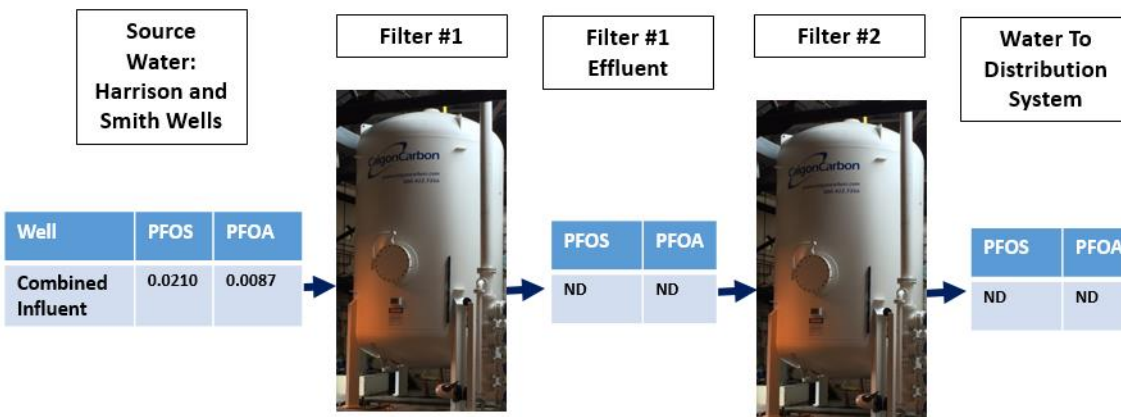 Source
Water:
Harrison and
Smith Wells
Filter #1
Filter #1
Effluent
Filter #2
Water To
Distribution
System
Well PFOS PFOA
Combined
Influent 0.0210 0.0087
CalgonCarbon
PFOS PFOA
ND ND
CalgonCarbon
PFOS PFOA
ND ND